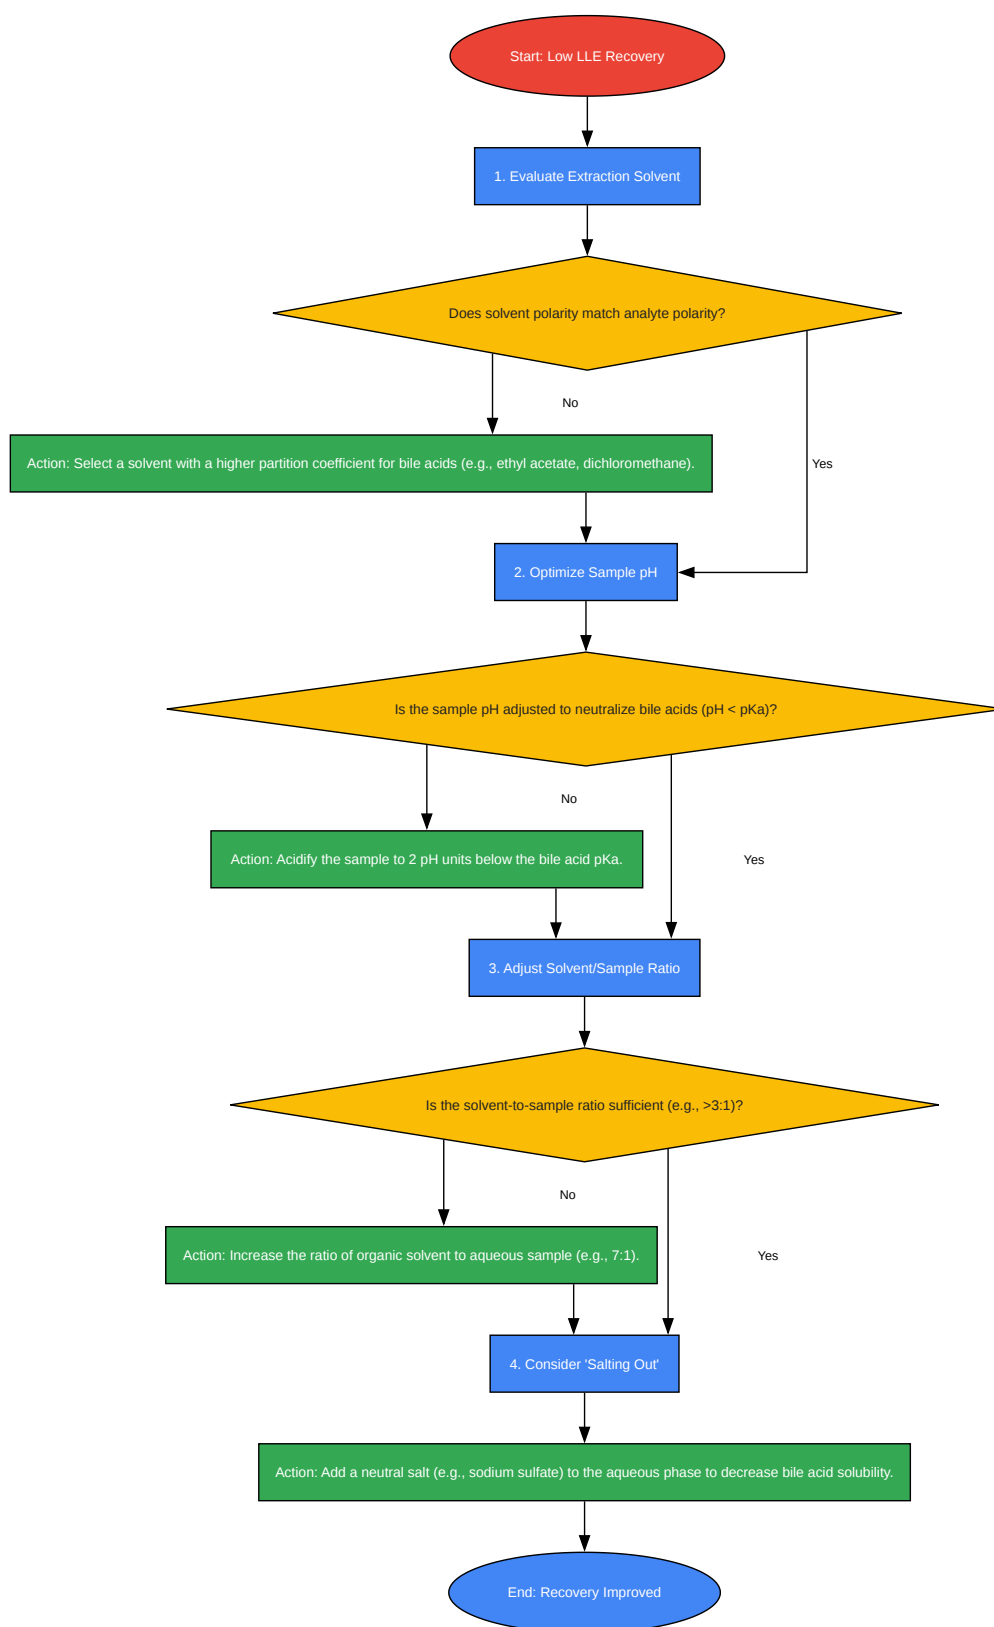 Start: Low LLE Recovery
1. Evaluate Extraction Solvent
Does solvent polarity match analyte polarity?
No
Action: Select a solvent with a higher partition coefficient for bile acids (e.g., ethyl acetate, dichloromethane).
Yes
2. Optimize Sample pH
Is the sample pH adjusted to neutralize bile acids (pH < pKa)?
No
Action: Acidify the sample to 2 pH units below the bile acid pKa.
Yes
3. Adjust Solvent/Sample Ratio
Is the solvent-to-sample ratio sufficient (e.g., >3:1)?
No
Action: Increase the ratio of organic solvent to aqueous sample (e.g., 7:1).
Yes
4. Consider 'Salting Out'
Action: Add a neutral salt (e.g., sodium sulfate) to the aqueous phase to decrease bile acid solubility.
End: Recovery Improved